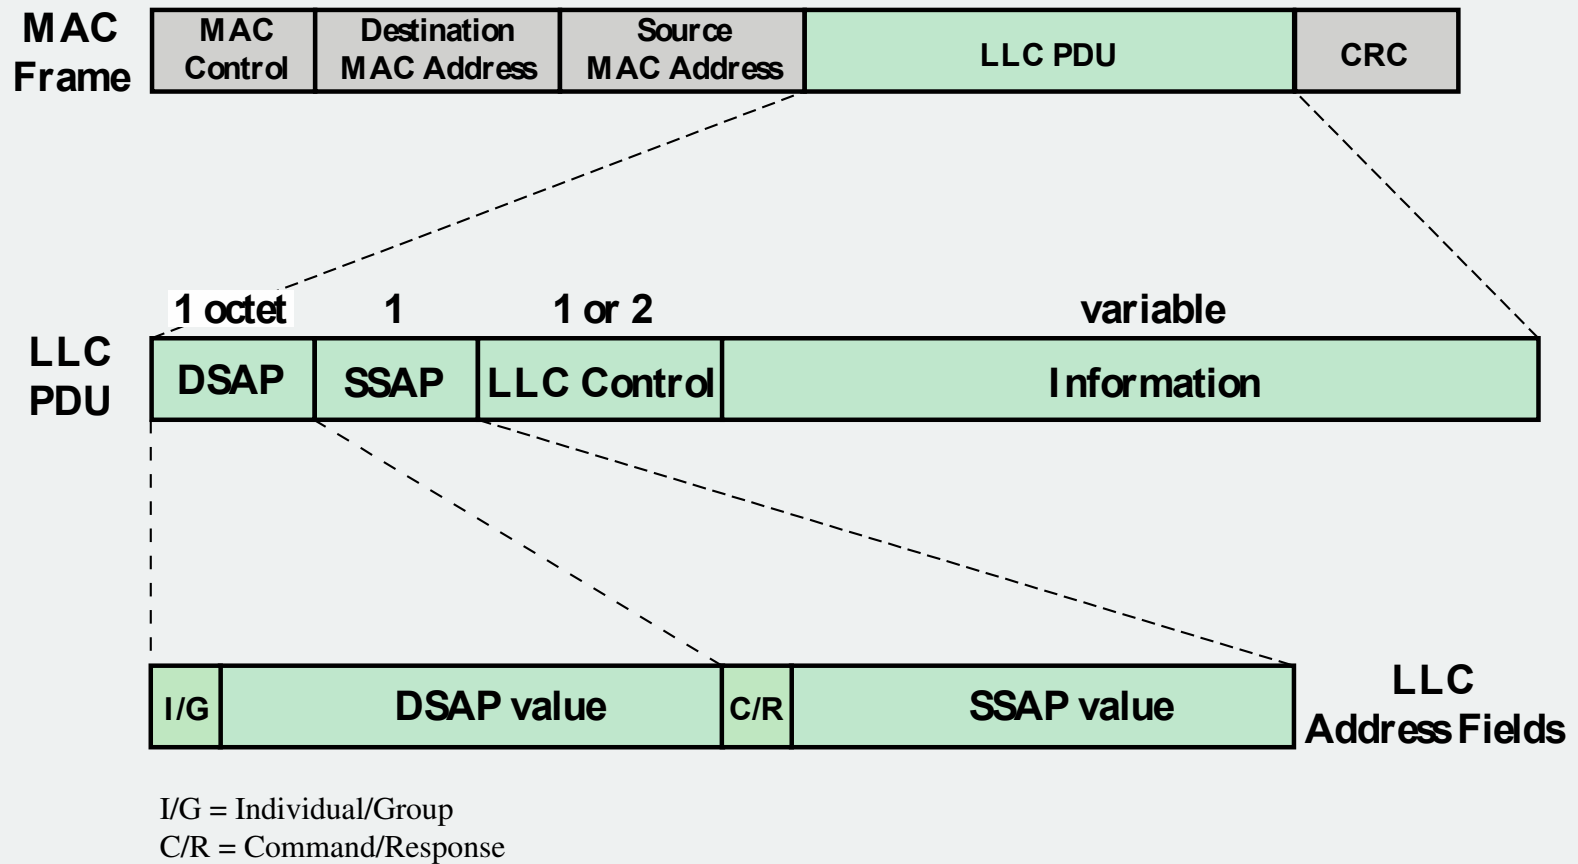 MAC
Frame
MAC
Control
Destination
MAC Address
Source
MAC Address
LLC PDU
CRC
1 octet
1
1 or 2
variable
LLC
PDU
DSAP
SSAP
LLC Control
Information
I/G
DSAP value
C/R
SSAP value
LLC
Address Fields
I/G = Individual/Group
C/R = Command/Response